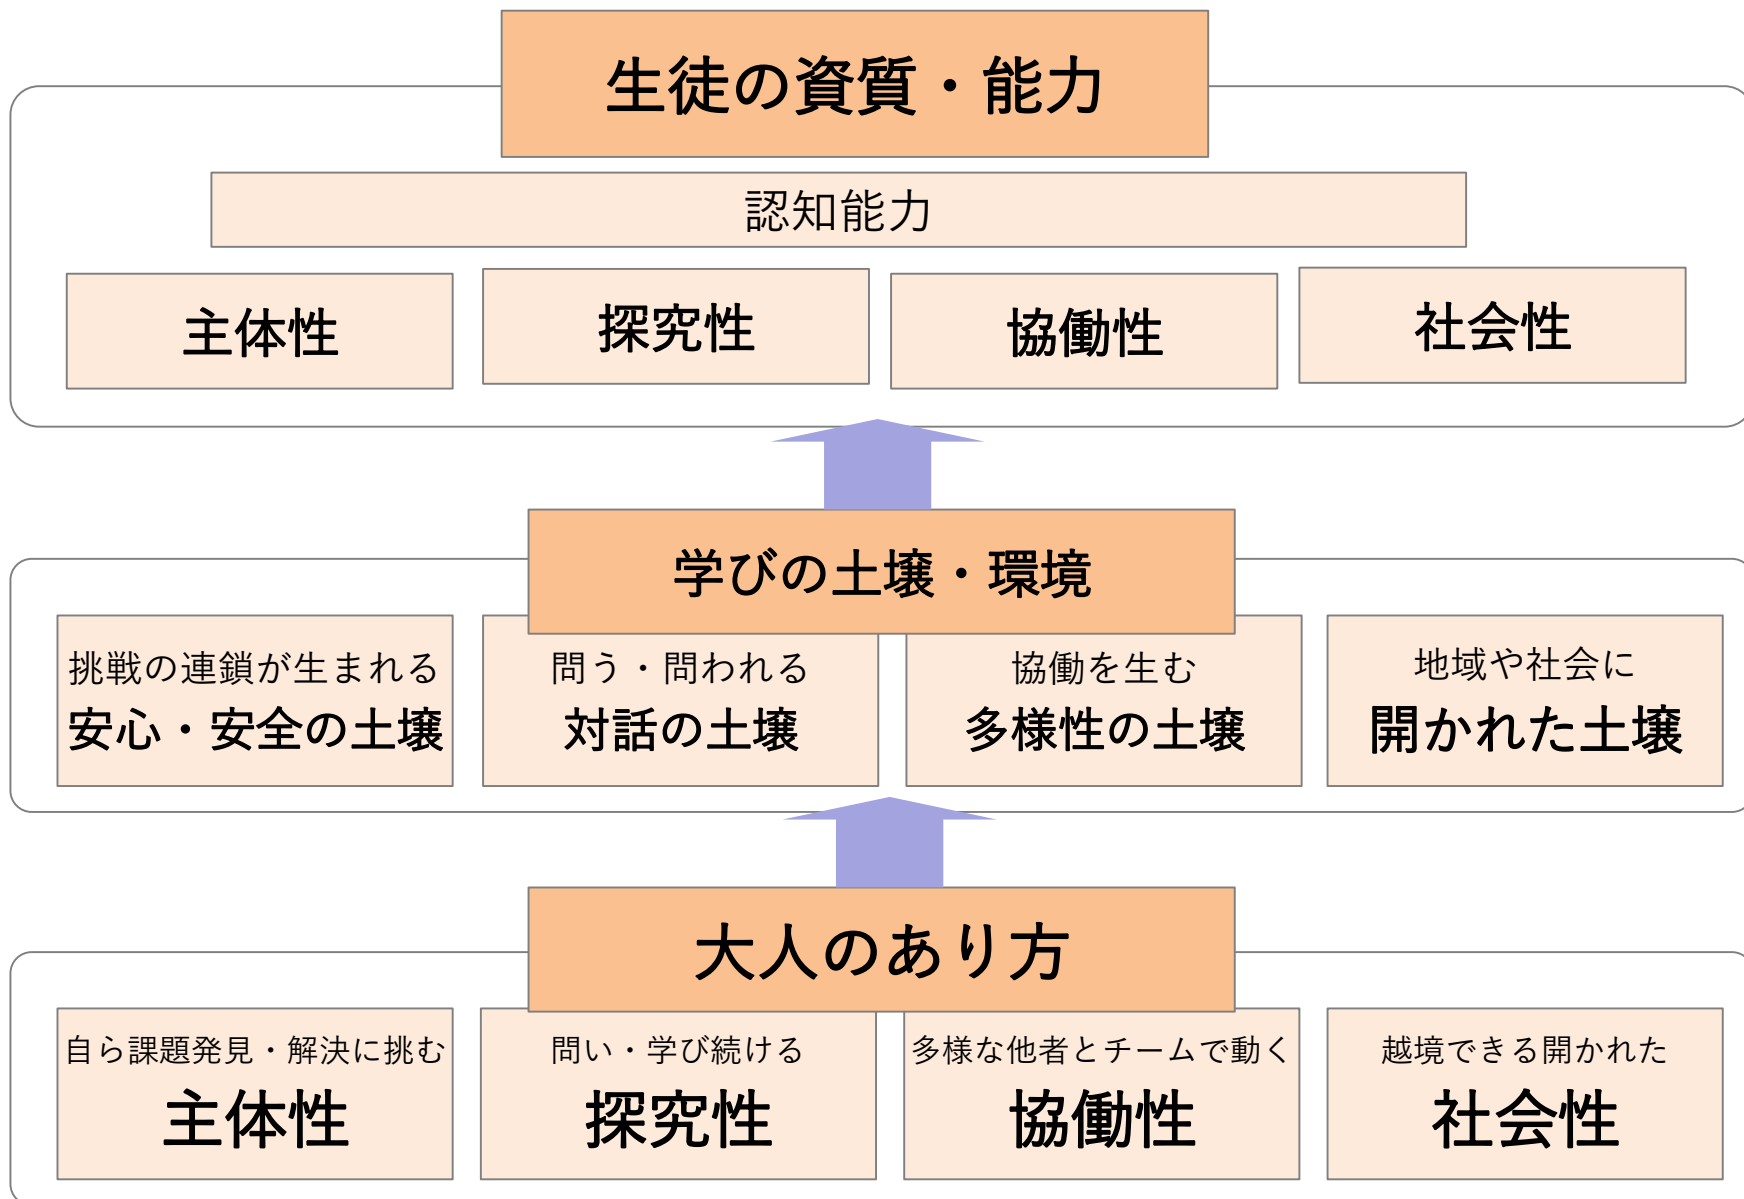 生徒の資質・能力
認知能力
主体性
探究性
協働性
社会性
学びの土壌・環境
挑戦の連鎖が生まれる
安心・安全の土壌
問う・問われる
対話の土壌
協働を生む
多様性の土壌
地域や社会に
開かれた土壌
大人のあり方
自ら課題発見・解決に挑む
主体性
問い・学び続ける
探究性
多様な他者とチームで動く
協働性
越境できる開かれた
社会性